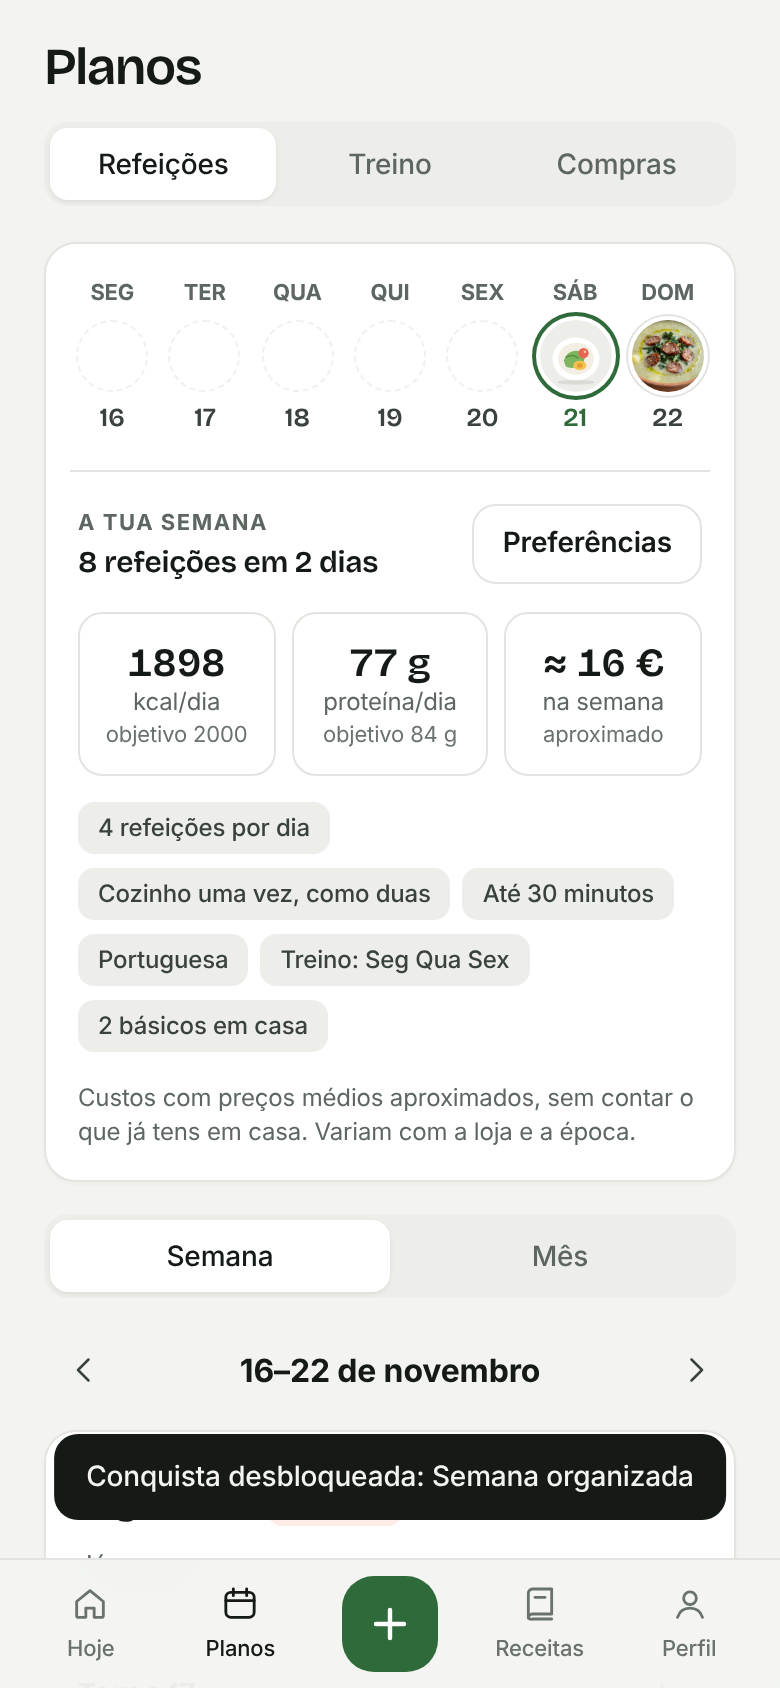 Planos
Refeições Treino Compras
SEG TER QUA QUI SEX SÁB DOM
16 17 18 19 20 21 22
A TUA SEMANA
8 refeições em 2 dias
Preferências
1898 77 g ≈ 16 €
kcal/dia proteína/dia na semana
objetivo 2000 objetivo 84 g aproximado
4 refeições por dia
Cozinho uma vez, como duas Até 30 minutos
Portuguesa Treino: Seg Qua Sex
2 básicos em casa
Custos com preços médios aproximados, sem contar o
que já tens em casa. Variam com a loja e a época.
Semana Mês
16–22 de novembro
Conquista desbloqueada: Semana organizada
Hoje Planos Receitas Perfil